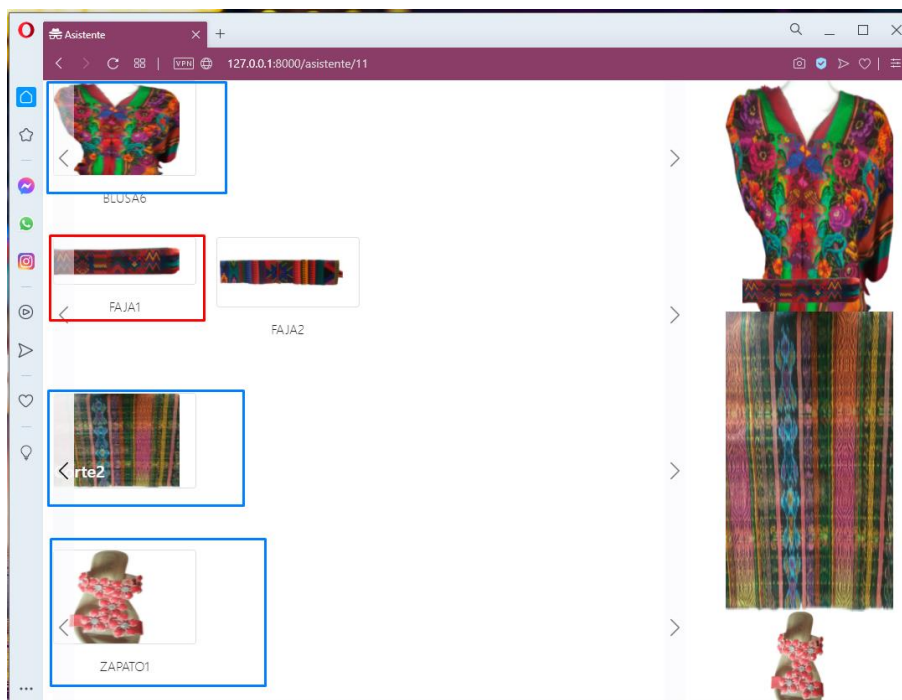 Asistente
VPN
127.0.0.1:8000/asistente/11
BLUSA6
FAJA1
FAJA2
rte2
ZAPATO1